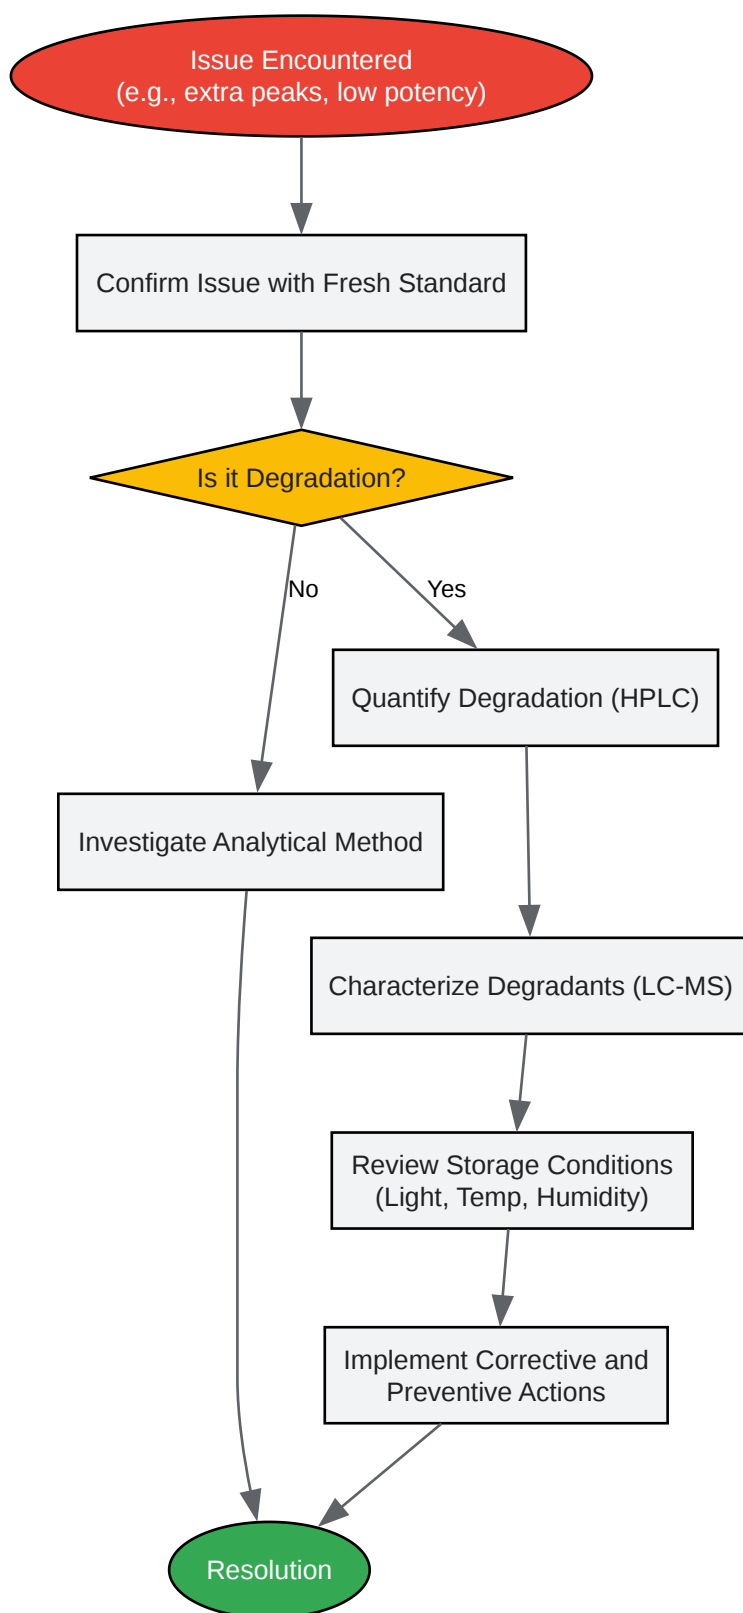 Issue Encountered
(e.g., extra peaks, low potency)
Confirm Issue with Fresh Standard
Is it Degradation?
No
Yes
Quantify Degradation (HPLC)
Investigate Analytical Method
Characterize Degradants (LC-MS)
Review Storage Conditions
(Light, Temp, Humidity)
Implement Corrective and
Preventive Actions
Resolution